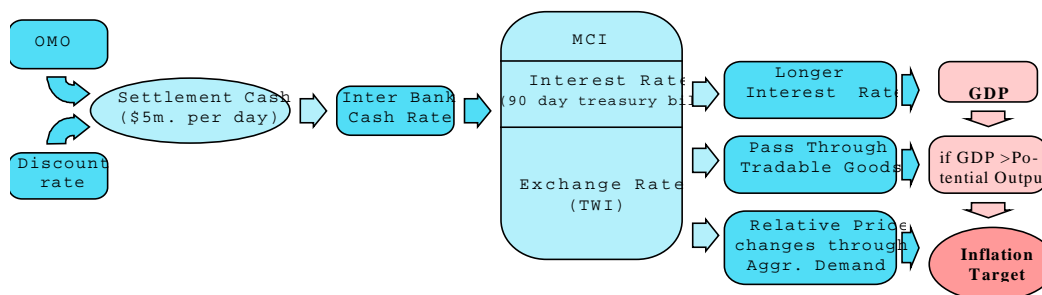 OMO
Settlement Cash
($5m. per day)
Discount
rate
Inter Bank
Cash Rate
MCI
Interest Rate
(90 day treasury bil
Exchange Rate
(TWI)
Longer
Interest Rate
Pass Through
Tradable Goods
Relative Price
changes through
Aggr. Demand
GDP
if GDP >Po-
tential Outpu
Inflation
Target